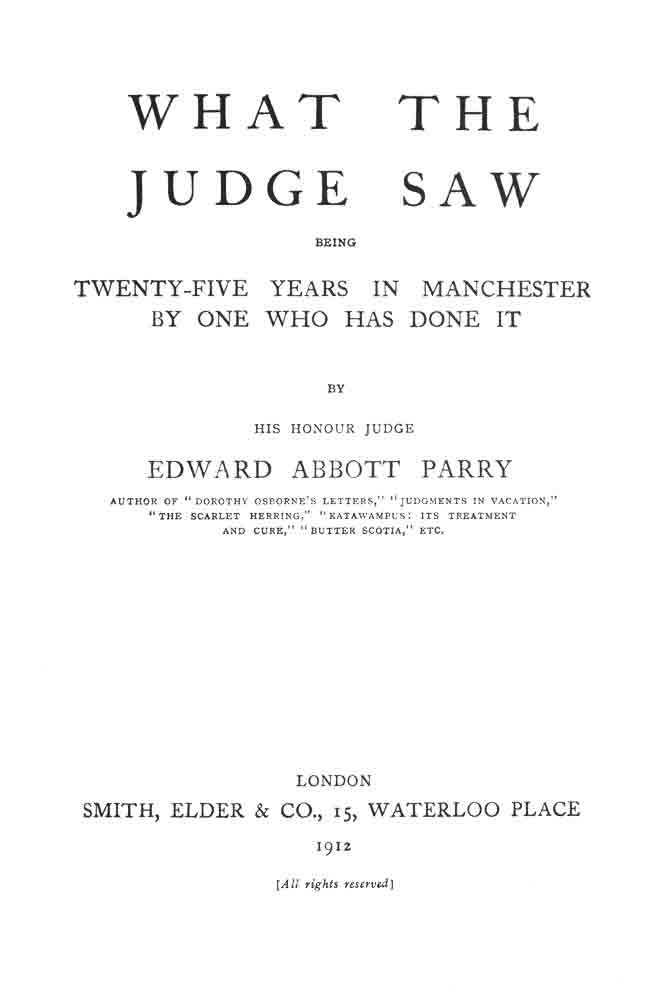 WHAT THE
JUDGE SAW
BEING
TWENTY-FIVE YEARS IN MANCHESTER
BY ONE WHO HAS DONE IT
BY
HIS HONOUR JUDGE
EDWARD ABBOTT PARRY
AUTHOR OF "DOROTHY OSBORNE'S LETTERS," "JUDGMENTS IN VACATION,"
"THE SCARLET HERRING," "KATAWAMPUS: ITS TREATMENT
AND CURE," "BUTTER SCOTIA," ETC.
LONDON
SMITH, ELDER & CO., 15, WATERLOO PLACE
1912
[All rights reserved]